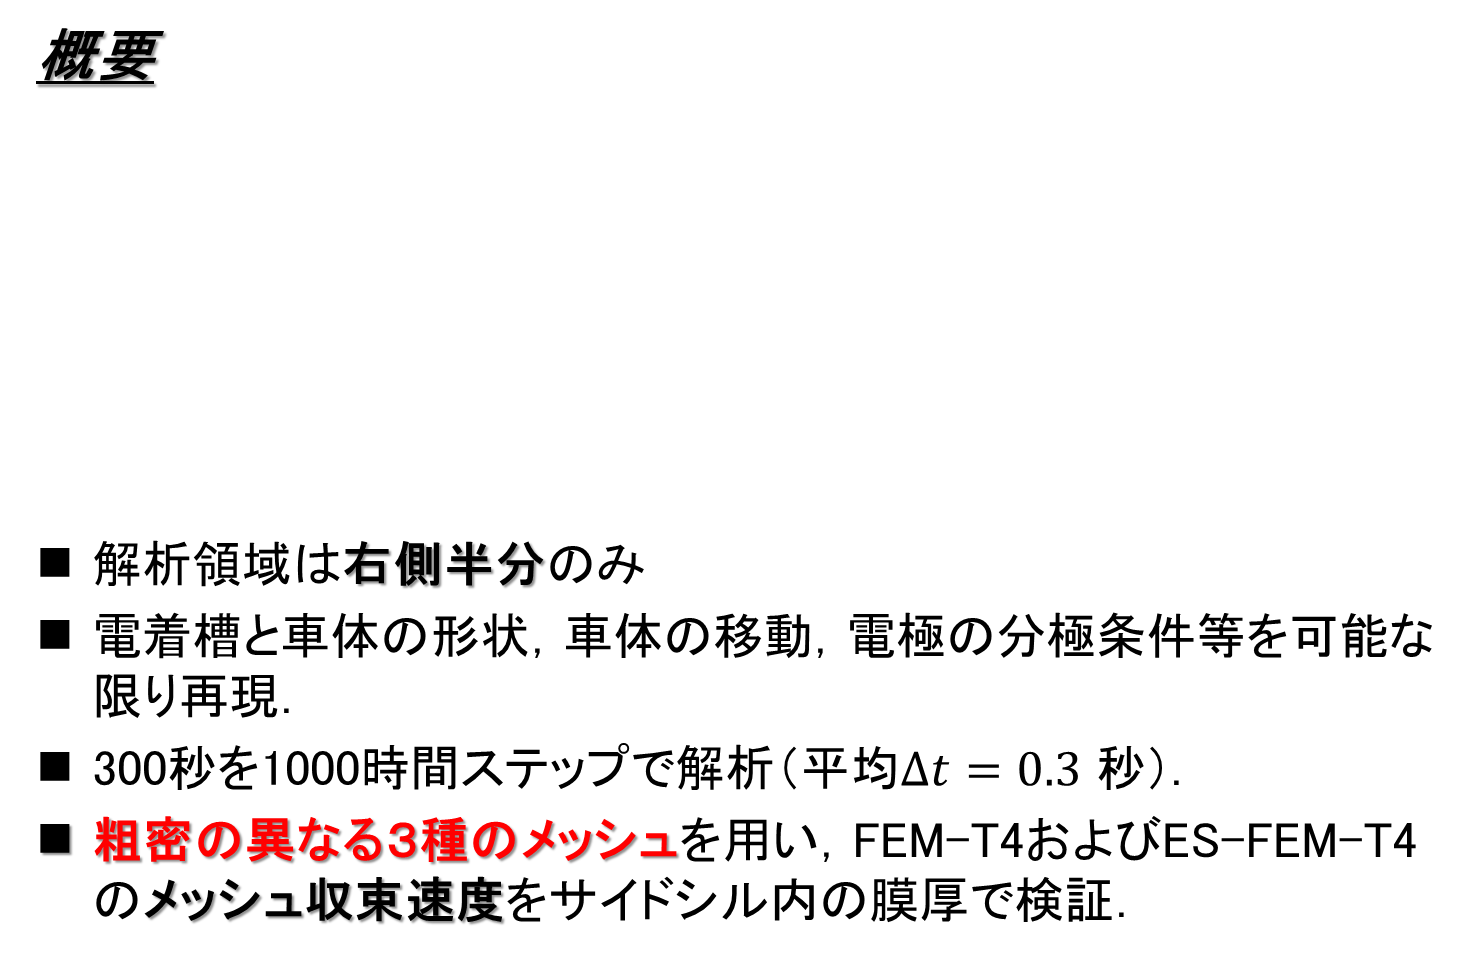 概要
■ 解析領域は右側半分のみ
■ 電着槽と車体の形状，車体の移動，電極の分極条件等を可能な
限り再現．
■ 300秒を1000時間ステップで解析（平均Δt = 0.3 秒）．
■ 粗密の異なる３種のメッシュを用い，FEM-T4およびES-FEM-T4
のメッシュ収束速度をサイドシル内の膜厚で検証．